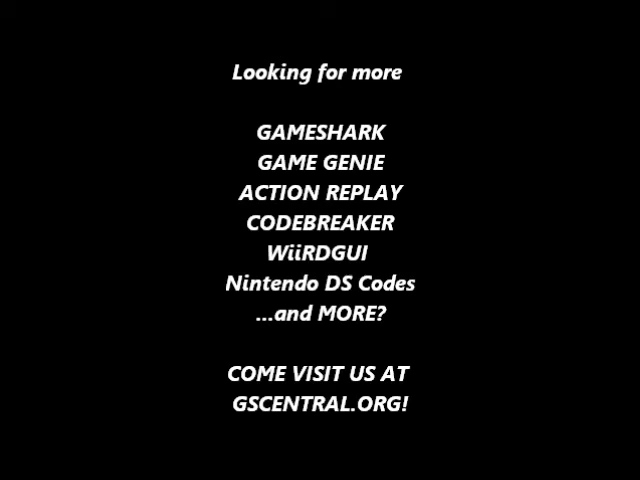 Looking for more
GAMESHARK
GAME GENIE
ACTION REPLAY
CODEBREAKER
WiiRDGUI
Nintendo DS Codes
...and MORE?
COME VISIT US AT
GSCENTRAL.ORG!